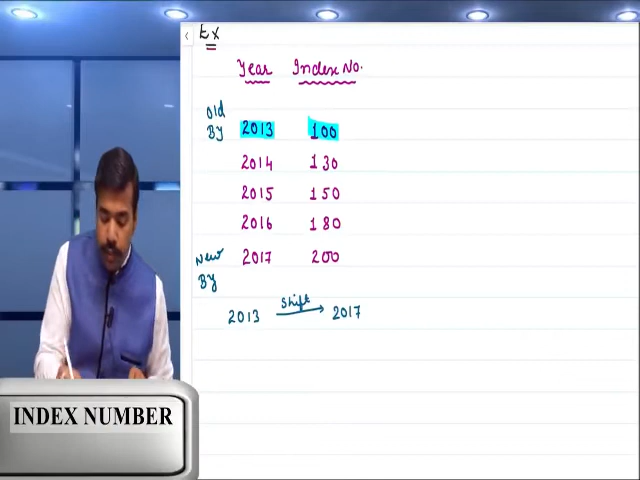 Ex
Year Index No.
Old
By 2013 100
2014 130
2015 150
2016 180
New 2017 200
By
2013 Shift 2017
INDEX NUMBER